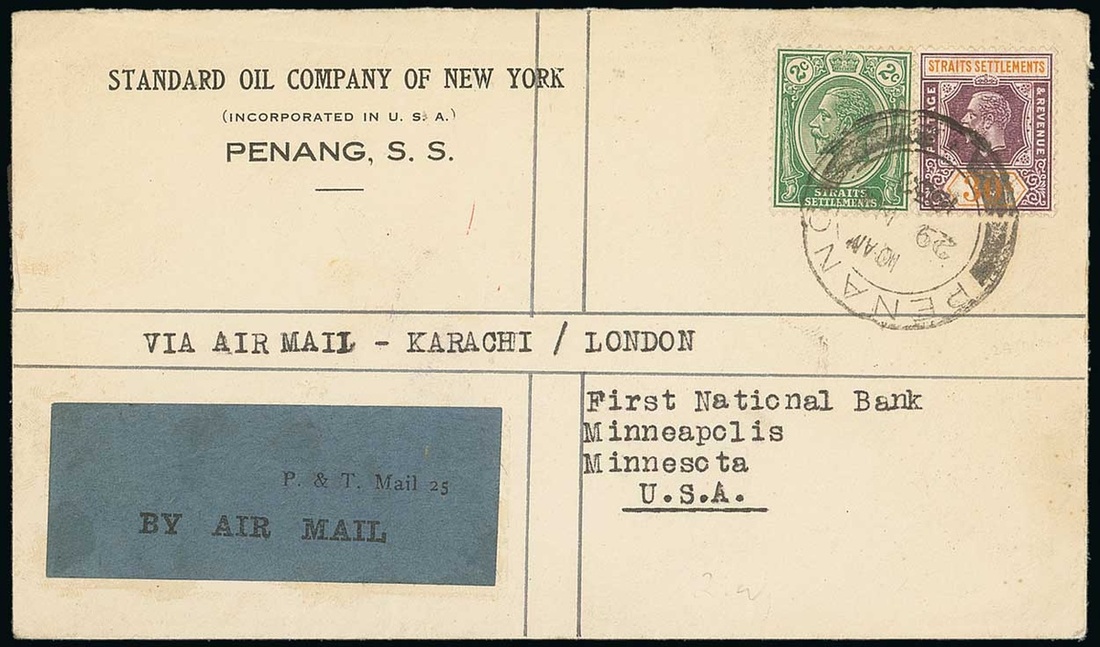 STANDARD OIL COMPANY OF NEW YORK
(INCORPORATED IN U. S. A.)
PENANG, S. S.
2c 2c
STRAITS
SETTLEMENTS
STRAITS SETTLEMENTS
POSTAGE & REVENUE
PENANG
10 AM
29
VIA AIR MAIL - KARACHI / LONDON
First National Bank
Minneapolis
Minnesota
U.S.A.
P. & T. Mail 25
BY AIR MAIL